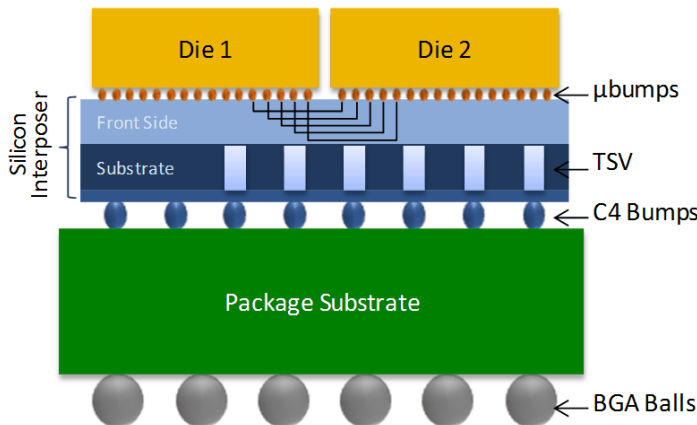 Die 1
Die 2
μbumps
Silicon
Interposer
Front Side
Substrate
TSV
C4 Bumps
Package Substrate
BGA Balls